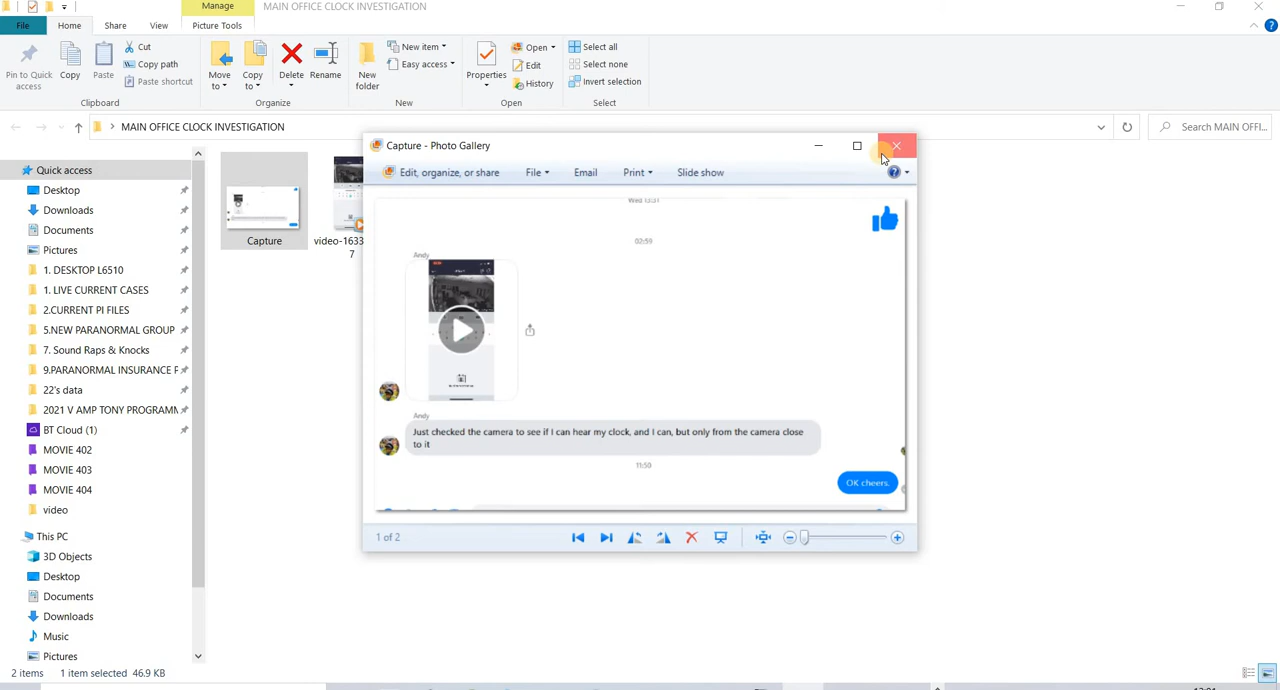 Manage
MAIN OFFICE CLOCK INVESTIGATION
File
Home
Share
View
Picture Tools
Pin to Quick access
Copy
Paste
Cut
Copy path
Paste shortcut
Clipboard
Move to
Copy to
Delete
Rename
Organize
New folder
New item
Easy access
New
Properties
Open
Edit
History
Open
Select all
Select none
Invert selection
Select
MAIN OFFICE CLOCK INVESTIGATION
Search MAIN OFFI...
Quick access
Desktop
Downloads
Documents
Pictures
1. DESKTOP L6510
1. LIVE CURRENT CASES
2.CURRENT PI FILES
5.NEW PARANORMAL GROUP
7. Sound Raps & Knocks
9.PARANORMAL INSURANCE P
22's data
2021 V AMP TONY PROGRAMM
BT Cloud (1)
MOVIE 402
MOVIE 403
MOVIE 404
video
This PC
3D Objects
Desktop
Documents
Downloads
Music
Pictures
2 items
1 item selected 46.9 KB
Capture
video-1633
7
Capture - Photo Gallery
Edit, organize, or share
File
Email
Print
Slide show
Wed 13:31
02:59
Andy
Andy
Just checked the camera to see if I can hear my clock, and I can, but only from the camera close
to it
11:50
OK cheers.
1 of 2